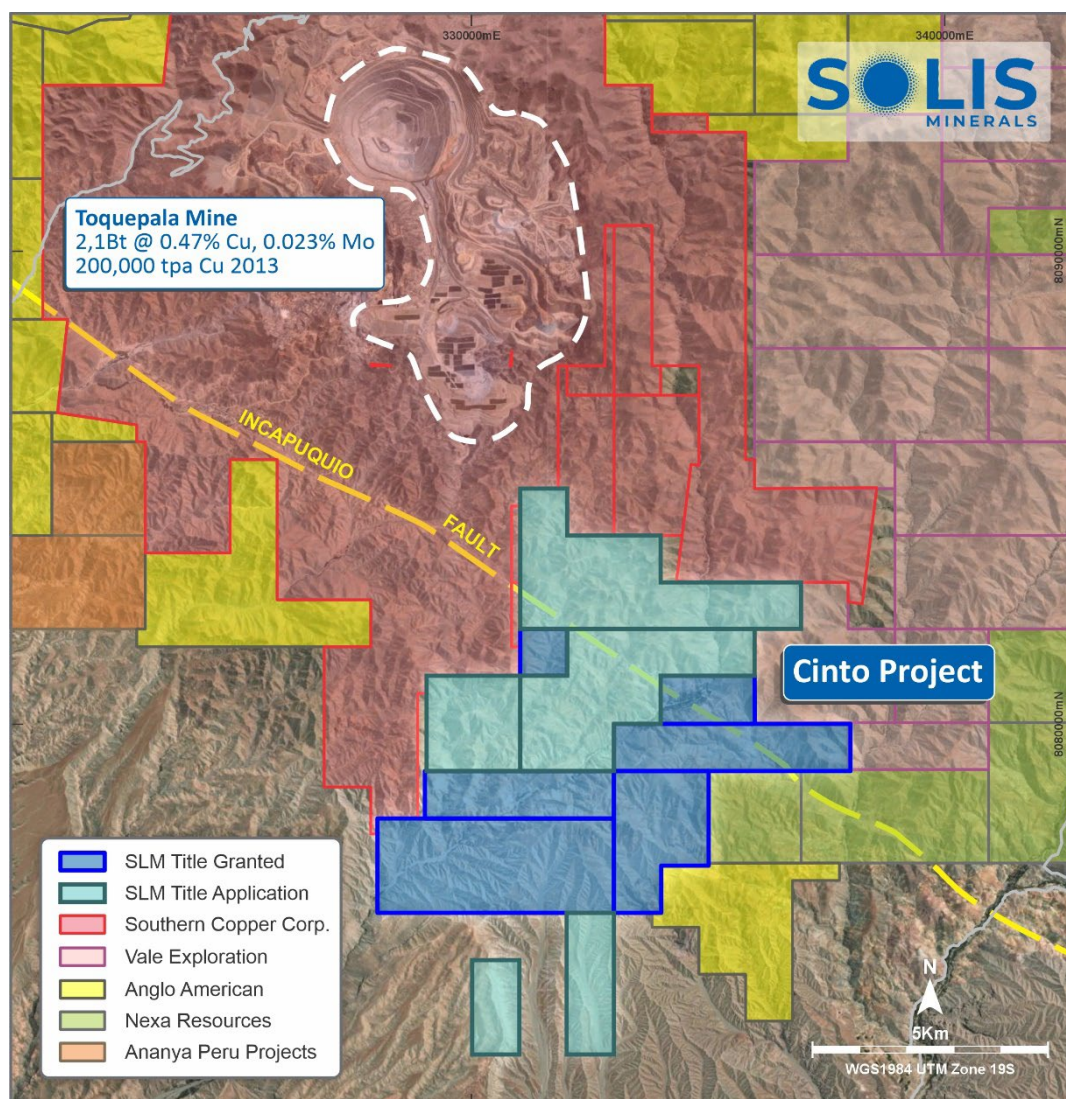 330000mE
340000mE
SOLIS
MINERALS
Toquepala Mine
2,1Bt @ 0.47% Cu, 0.023% Mo
200,000 tpa Cu 2013
8090000mN
INCAPUQUIO
FAULT
Cinto Project
8080000mN
SLM Title Granted
SLM Title Application
Southern Copper Corp.
Vale Exploration
Anglo American
Nexa Resources
Ananya Peru Projects
N
5Km
WGS1984 UTM Zone 19S